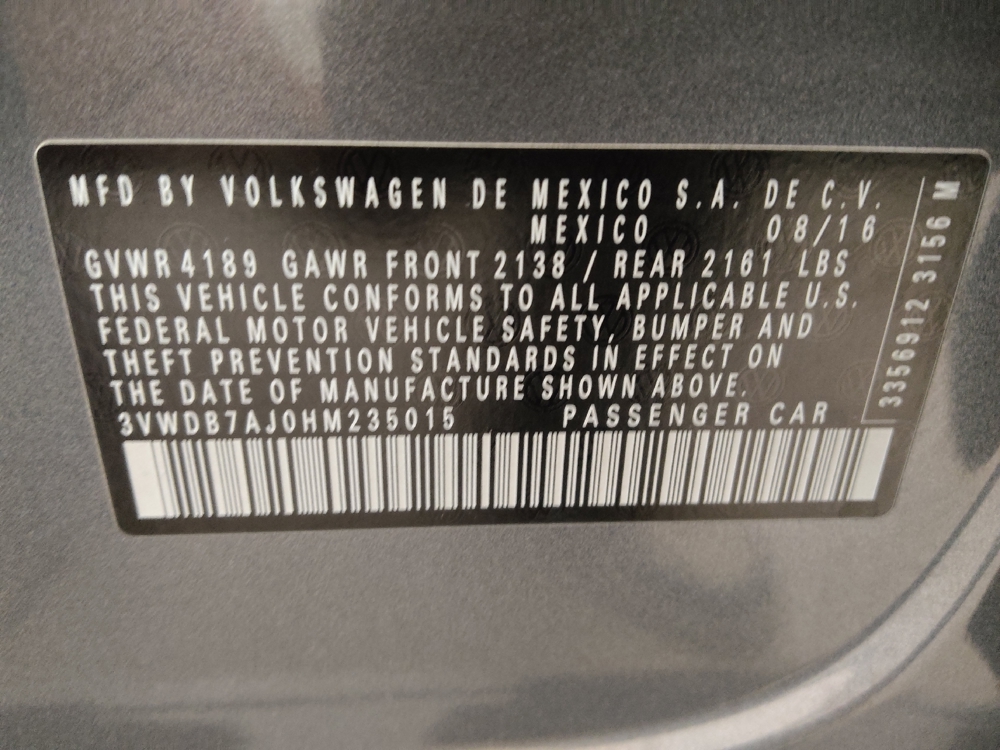 MFD BY VOLKSWAGEN DE MEXICO S.A. DE C.V.
MEXICO 08/16
GVWR 4189 GAWR FRONT 2138 / REAR 2161 LBS
THIS VEHICLE CONFORMS TO ALL APPLICABLE U.S.
FEDERAL MOTOR VEHICLE SAFETY, BUMPER AND
THEFT PREVENTION STANDARDS IN EFFECT ON
THE DATE OF MANUFACTURE SHOWN ABOVE.
3VWDB7AJ0HM235015 PASSENGER CAR
3356912 3156 M